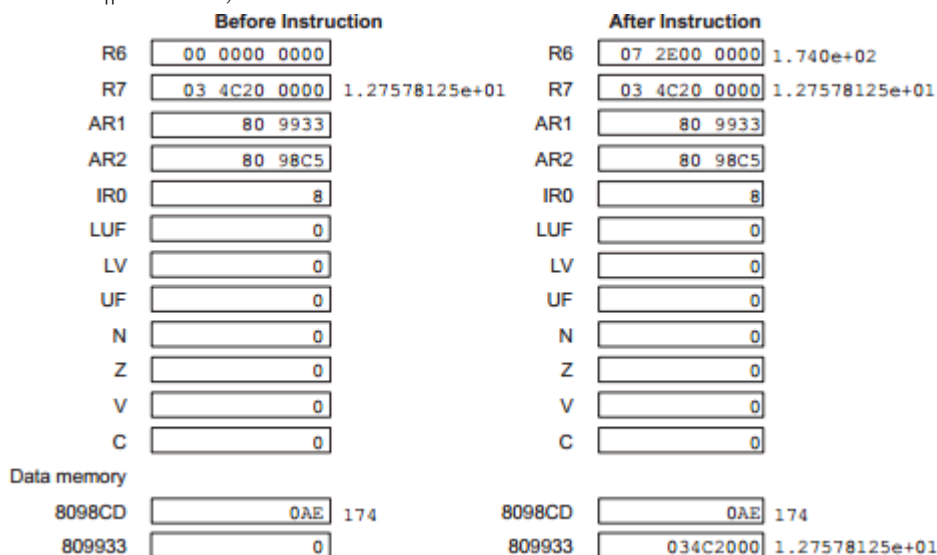 Before Instruction After Instruction
R6 00 0000 0000 R6 07 2E00 0000 1.740e+02
R7 03 4C20 0000 1.27578125e+01 R7 03 4C20 0000 1.27578125e+01
AR1 80 9933 AR1 80 9933
AR2 80 98C5 AR2 80 98C5
IR0 8 IR0 8
LUF 0 LUF 0
LV 0 LV 0
UF 0 UF 0
N 0 N 0
Z 0 Z 0
V 0 V 0
C 0 C 0
Data memory
8098CD 0AE 174 8098CD 0AE 174
809933 0 809933 034C2000 1.27578125e+01